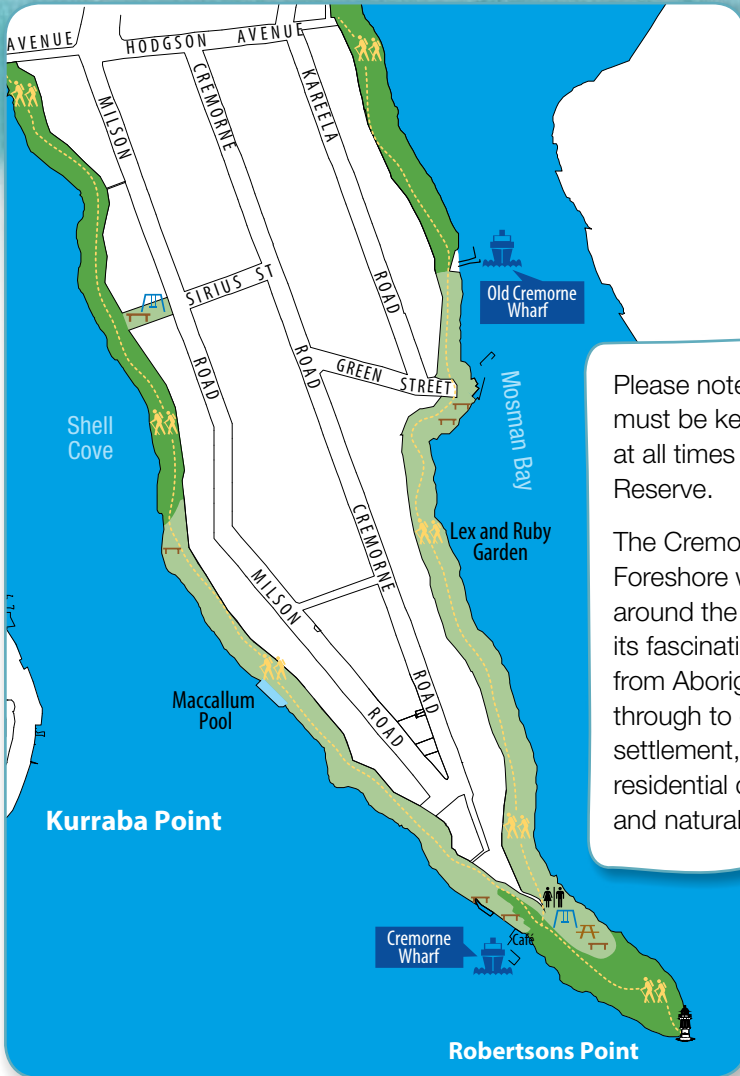 AVENUE
HODGSON AVENUE
MILSON
CREMORNE
KAREELA
ROAD
SIRIUS ST
ROAD
ROAD
GREEN STREET
Old Cremorne
Wharf
Mosman Bay
Shell
Cove
Lex and Ruby
Garden
CREMORNE
MILSON
ROAD
ROAD
Maccallum
Pool
Kurraba Point
Café
Cremorne
Wharf
Robertsons Point
Please note
must be ke
at all times
Reserve.
The Cremo
Foreshore w
around the
its fascinati
from Aborig
through to
settlement,
residential
and natural